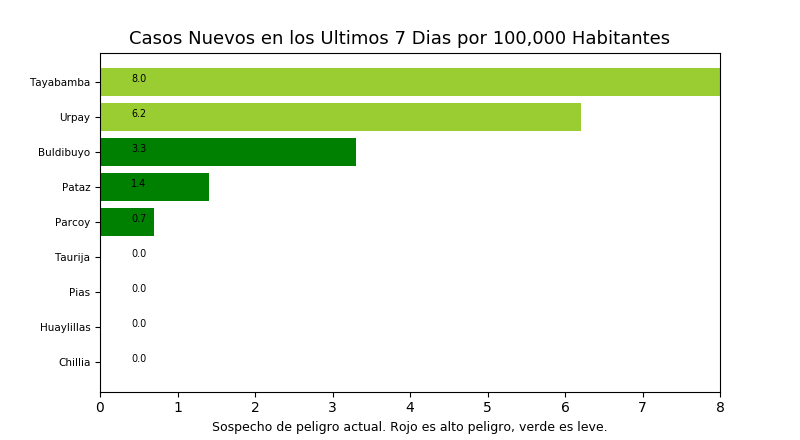 Casos Nuevos en los Ultimos 7 Dias por 100,000 Habitantes
Tayabamba 8.0
Urpay 6.2
Buldibuyo 3.3
Pataz 1.4
Parcoy 0.7
Taurija 0.0
Pias 0.0
Huaylillas 0.0
Chillia 0.0
0 1 2 3 4 5 6 7 8
Sospecho de peligro actual. Rojo es alto peligro, verde es leve.